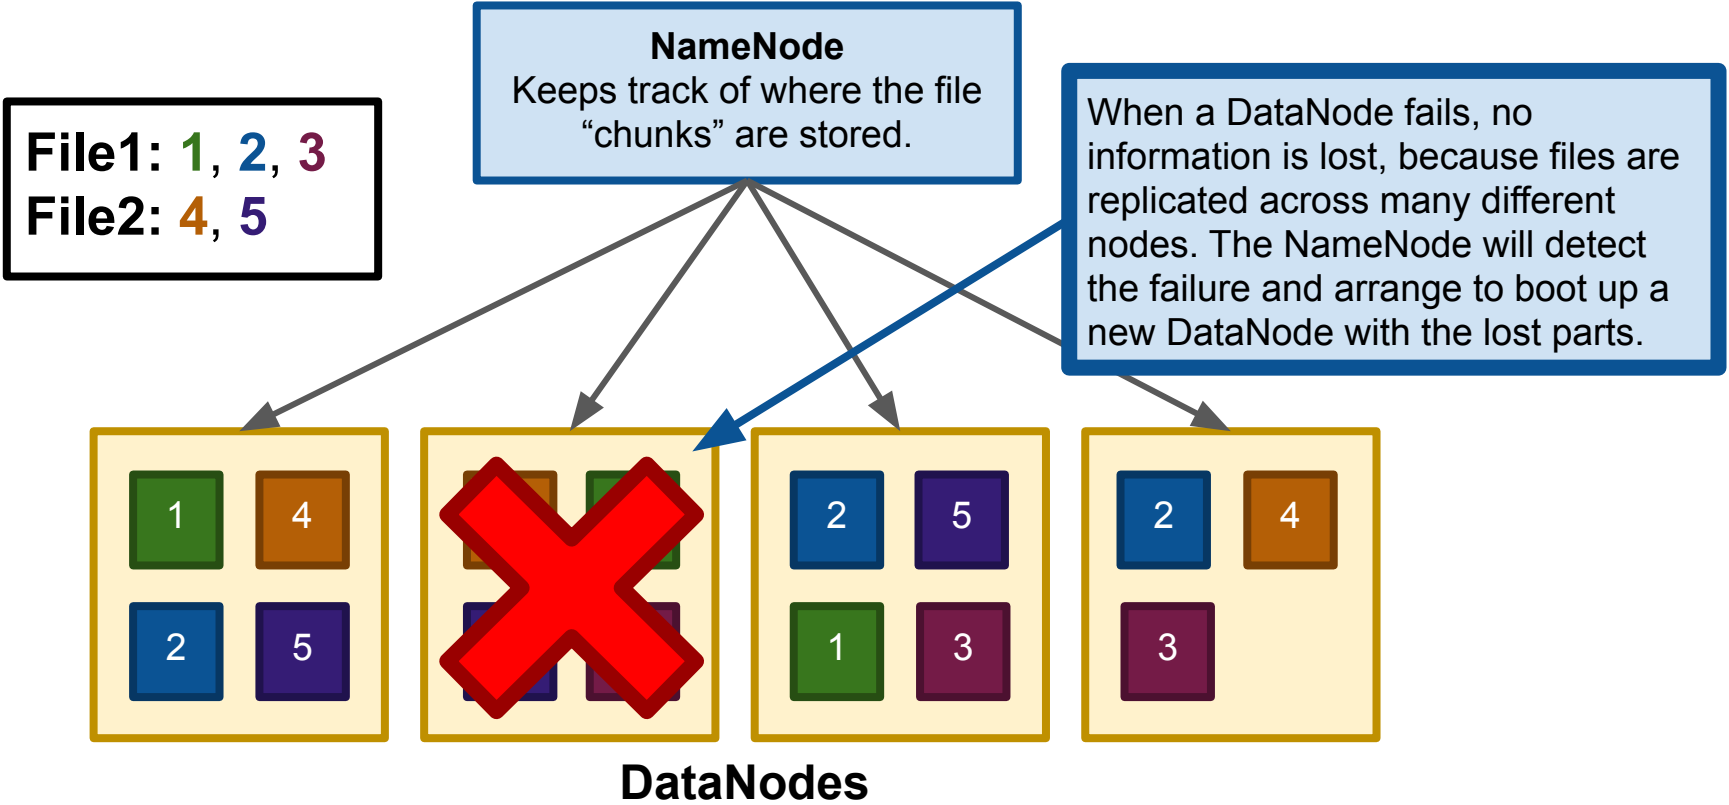 NameNode
Keeps track of where the file
“chunks” are stored.
File1: 1, 2, 3
File2: 4, 5
When a DataNode fails, no
information is lost, because files are
replicated across many different
nodes. The NameNode will detect
the failure and arrange to boot up a
new DataNode with the lost parts.
1 4
2 5
2 5
1 3
2 4
3
DataNodes